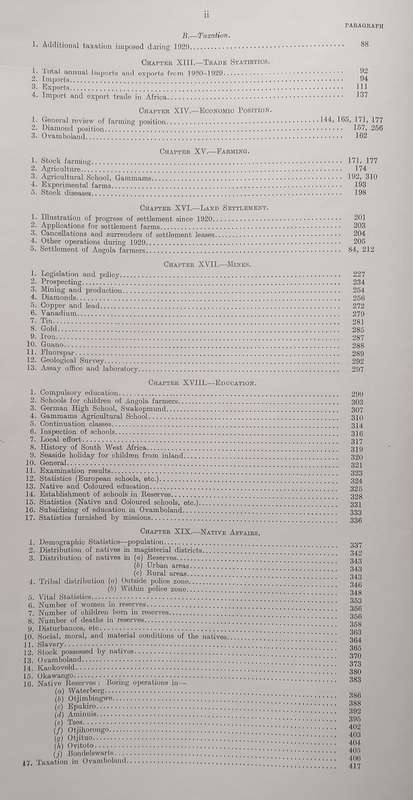 ii
PARAGRAPH
B.—Taxation.
1. Additional taxation imposed during 1929 88
CHAPTER XIII.—TRADE STATISTICS.
1. Total annual imports and exports from 1920-1929 92
2. Imports 94
3. Exports 111
4. Import and export trade in Africa 137
CHAPTER XIV.—ECONOMIC POSITION.
1. General review of farming position 144, 165, 171, 177
2. Diamond position 157, 256
3. Ovamboland 162
CHAPTER XV.—FARMING.
1. Stock farming 171, 177
2. Agriculture 174
3. Agricultural School, Gammams 192, 310
4. Experimental farms 193
5. Stock diseases 198
CHAPTER XVI.—LAND SETTLEMENT.
1. Illustration of progress of settlement since 1920 201
2. Applications for settlement farms 203
3. Cancellations and surrenders of settlement leases 204
4. Other operations during 1929 205
5. Settlement of Angola farmers 84, 212
CHAPTER XVII.—MINES.
1. Legislation and policy 227
2. Prospecting 234
3. Mining and production 254
4. Diamonds 256
5. Copper and lead 272
6. Vanadium 279
7. Tin 281
8. Gold 285
9. Iron 287
10. Guano 288
11. Fluorspar 289
12. Geological Survey 292
13. Assay office and laboratory 297
CHAPTER XVIII.—EDUCATION.
1. Compulsory education 299
2. Schools for children of Angola farmers 303
3. German High School, Swakopmund 307
4. Gammams Agricultural School 310
5. Continuation classes 314
6. Inspection of schools 316
7. Local effort 317
8. History of South West Africa 319
9. Seaside holiday for children from inland 320
10. General 321
11. Examination results 323
12. Statistics (European schools, etc.) 324
13. Native and Coloured education 325
14. Establishment of schools in Reserves 328
15. Statistics (Native and Coloured schools, etc.) 331
16. Subsidising of education in Ovamboland 333
17. Statistics furnished by missions 336
CHAPTER XIX.—NATIVE AFFAIRS.
1. Demographic Statistics—population 337
2. Distribution of natives in magisterial districts 342
3. Distribution of natives in (a) Reserves 343
(b) Urban areas 343
(c) Rural areas 343
4. Tribal distribution (a) Outside police zone 346
(b) Within police zone 348
5. Vital Statistics 353
6. Number of women in reserves 356
7. Number of children born in reserves 356
8. Number of deaths in reserves 358
9. Disturbances, etc. 363
10. Social, moral, and material conditions of the natives 364
11. Slavery 365
12. Stock possessed by natives 370
13. Ovamboland 373
14. Kaokoveld 380
15. Okawango 383
16. Native Reserves: Boring operations in—
(a) Waterberg 386
(b) Otjimbingwe 388
(c) Epukiro 392
(d) Aminuis 395
(e) Tses 402
(f) Otjihorongo 403
(g) Otjituo 404
(h) Ovitoto 405
(j) Bondelswarts 406
17. Taxation in Ovamboland 417